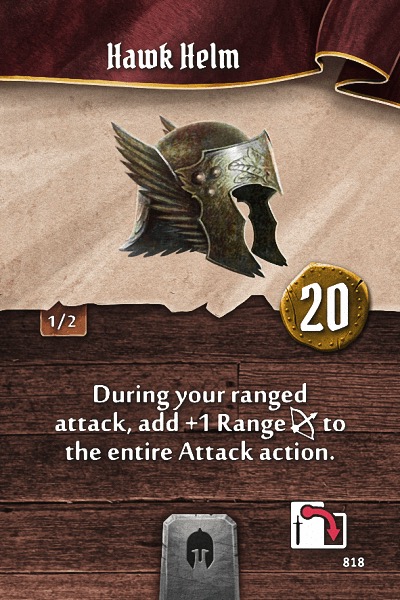 Hawk Helm
1/2
20
During your ranged
attack, add +1 Range to
the entire Attack action.
818